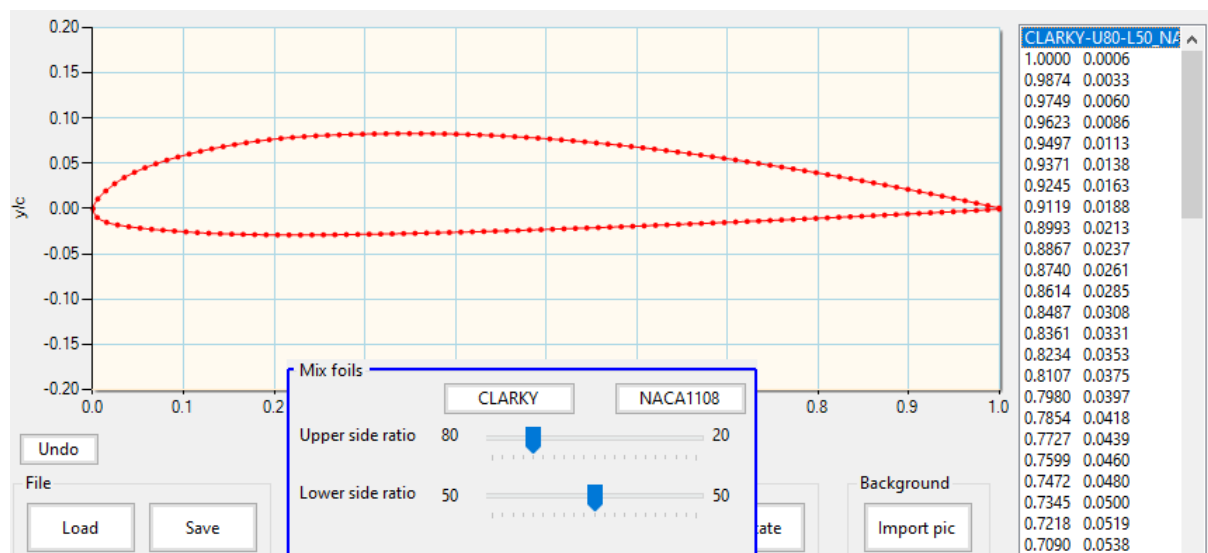 0.20
0.15
0.10
0.05
0.00
-0.05
-0.10
-0.15
-0.20
y/c
0.0 0.1 0.2 0.8 0.9 1.0
Mix foils
CLARKY NACA1108
Upper side ratio 80 20
Lower side ratio 50 50
Undo
File
Load Save
ate
Background
Import pic
CLARKY-U80-L50_NA
1.0000 0.0006
0.9874 0.0033
0.9749 0.0060
0.9623 0.0086
0.9497 0.0113
0.9371 0.0138
0.9245 0.0163
0.9119 0.0188
0.8993 0.0213
0.8867 0.0237
0.8740 0.0261
0.8614 0.0285
0.8487 0.0308
0.8361 0.0331
0.8234 0.0353
0.8107 0.0375
0.7980 0.0397
0.7854 0.0418
0.7727 0.0439
0.7599 0.0460
0.7472 0.0480
0.7345 0.0500
0.7218 0.0519
0.7090 0.0538